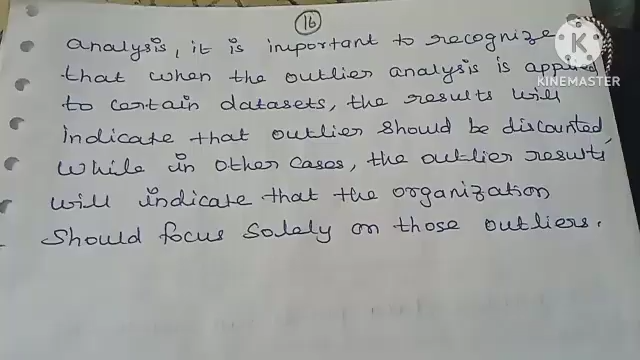 16
analysis, it is important to recognize
that when the outlier analysis is applied
to certain datasets, the results will
indicate that outlier should be discounted,
while in other cases, the outlier results
will indicate that the organization
should focus solely on those outliers.
K
KINEMASTER